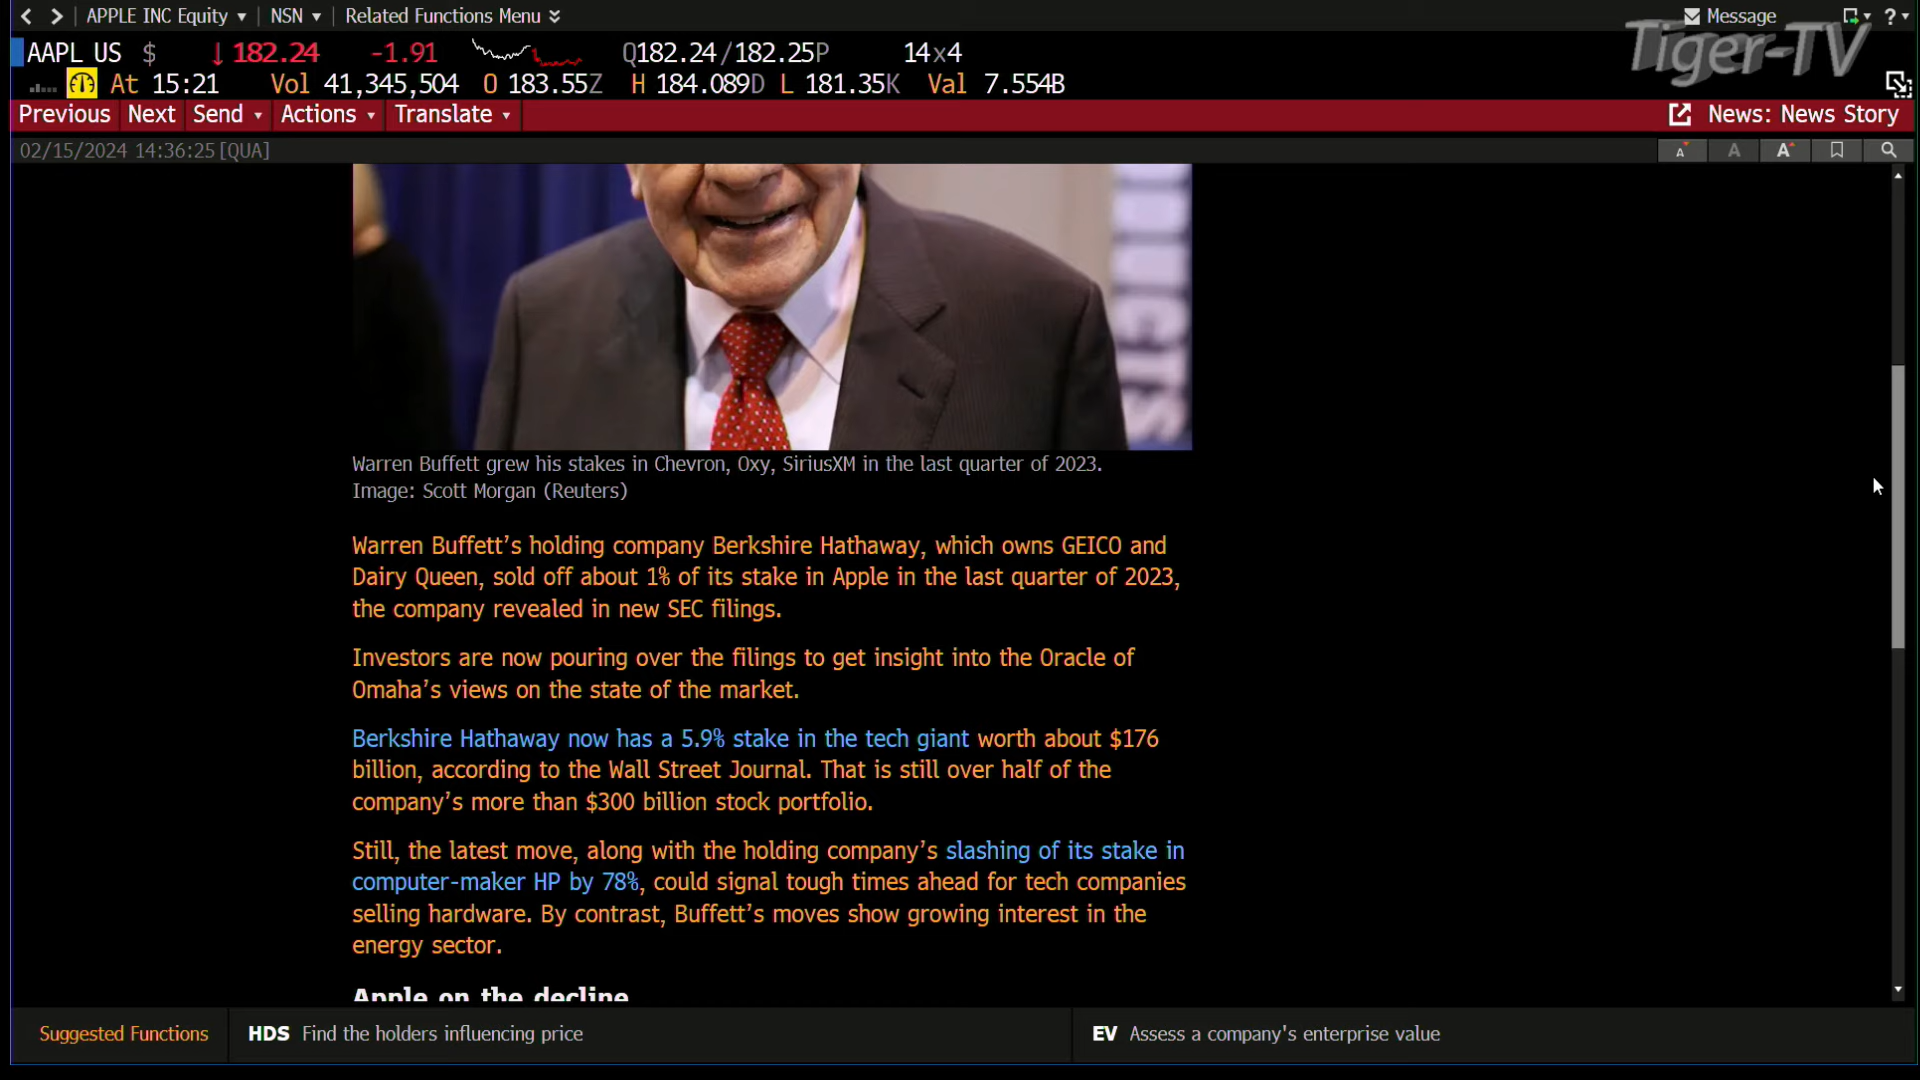 APPLE INC Equity NSN Related Functions Menu Message ?
Tiger-TV
AAPL US $ ↓182.24 -1.91 Q182.24/182.25P 14x4
At 15:21 Vol 41,345,504 O 183.55Z H 184.089D L 181.35K Val 7.554B
Previous Next Send Actions Translate News: News Story
02/15/2024 14:36:25[QUA] A A A
Warren Buffett grew his stakes in Chevron, Oxy, SiriusXM in the last quarter of 2023.
Image: Scott Morgan (Reuters)
Warren Buffett's holding company Berkshire Hathaway, which owns GEICO and
Dairy Queen, sold off about 1% of its stake in Apple in the last quarter of 2023,
the company revealed in new SEC filings.
Investors are now pouring over the filings to get insight into the Oracle of
Omaha's views on the state of the market.
Berkshire Hathaway now has a 5.9% stake in the tech giant worth about $176
billion, according to the Wall Street Journal. That is still over half of the
company's more than $300 billion stock portfolio.
Still, the latest move, along with the holding company's slashing of its stake in
computer-maker HP by 78%, could signal tough times ahead for tech companies
selling hardware. By contrast, Buffett's moves show growing interest in the
energy sector.
Apple on the decline
Suggested Functions HDS Find the holders influencing price EV Assess a company's enterprise value